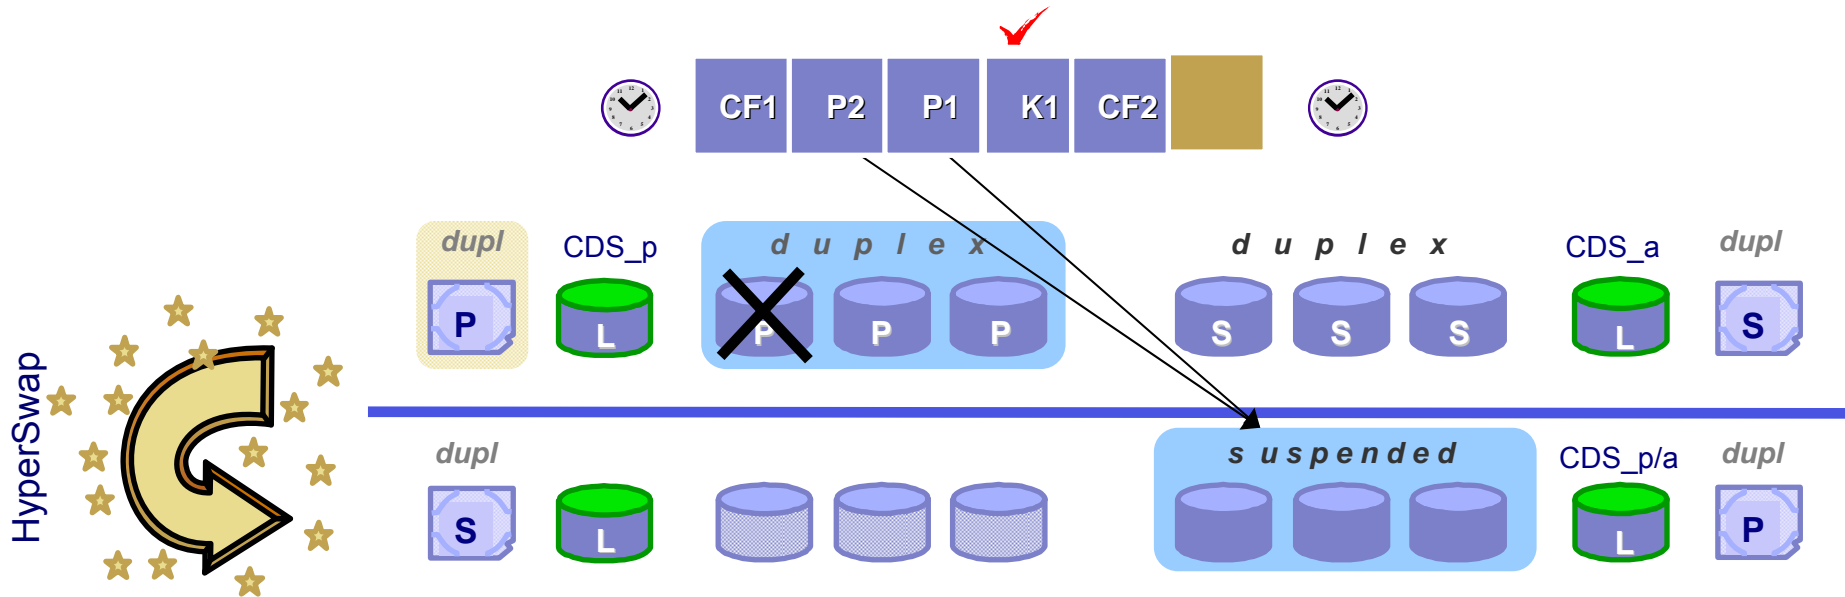 CF1 P2 P1 K1 CF2
dupl CDS_p d u p l e x d u p l e x CDS_a dupl
P L P P P S S S L S
HyperSwap
dupl s u s p e n d e d CDS_p/a dupl
S L L P